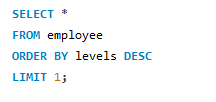 SELECT *
FROM employee
ORDER BY levels DESC
LIMIT 1;